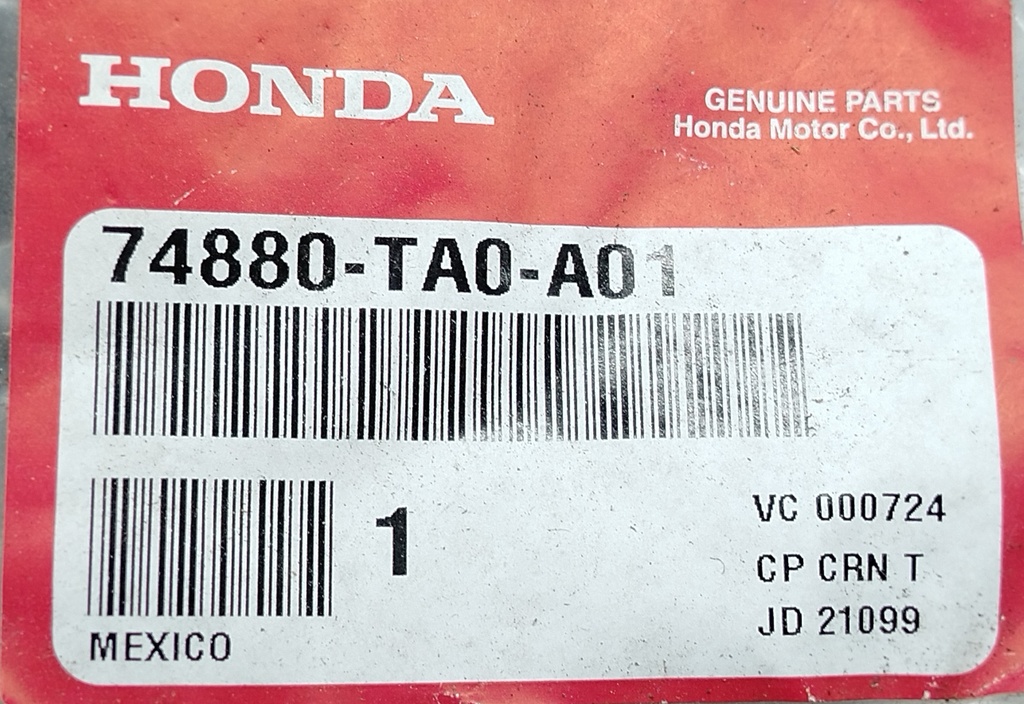 HONDA
GENUINE PARTS
Honda Motor Co., Ltd.
74880-TA0-A01
1
VC 000724
CP CRN T
JD 21099
MEXICO